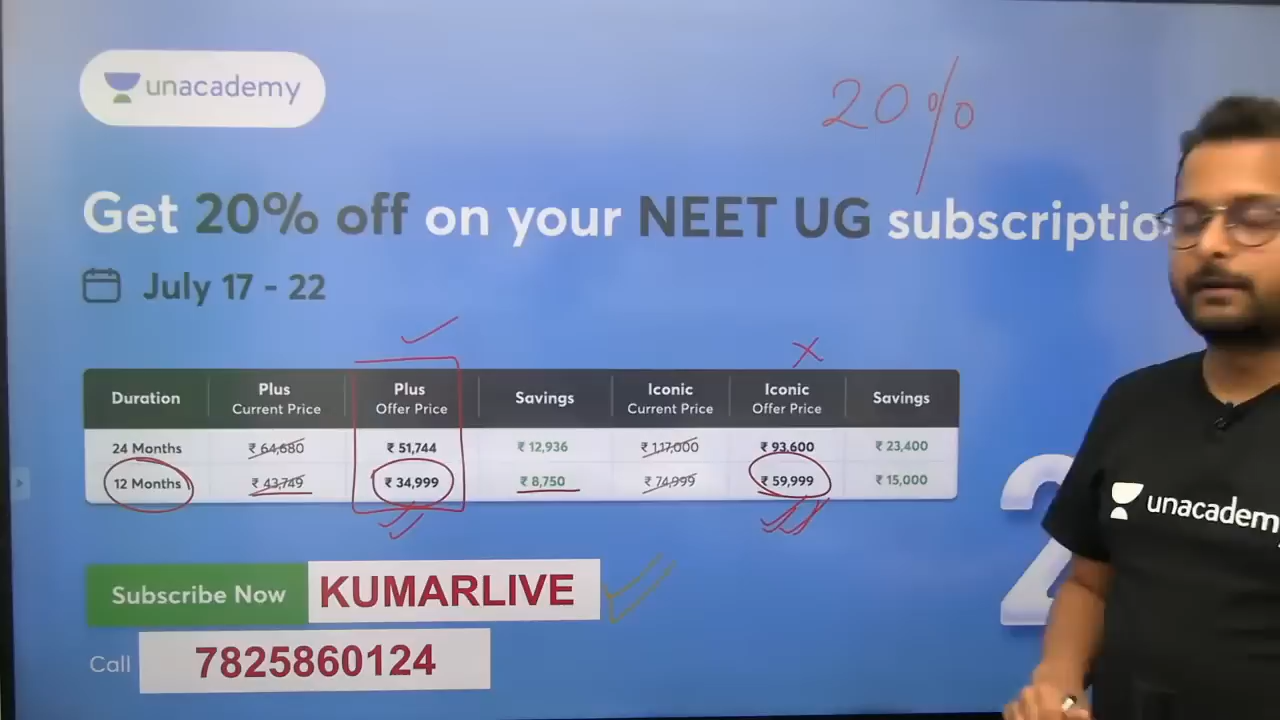 unacademy
20%
Get 20% off on your NEET UG subscriptio
July 17 - 22
Duration Plus Current Price Plus Offer Price Savings Iconic Current Price Iconic Offer Price Savings
24 Months ₹ 64,680 ₹ 51,744 ₹ 12,936 ₹ 117,000 ₹ 93,600 ₹ 23,400
12 Months ₹ 43,749 ₹ 34,999 ₹ 8,750 ₹ 74,999 ₹ 59,999 ₹ 15,000
unacademy
2
Subscribe Now KUMARLIVE
Call 7825860124